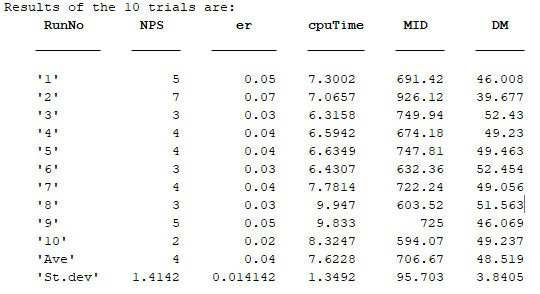 Results of the 10 trials are:
RunNo NPS er cpuTime MID DM
'1' 5 0.05 7.3002 691.42 46.008
'2' 7 0.07 7.0657 926.12 39.677
'3' 3 0.03 6.3158 749.94 52.43
'4' 4 0.04 6.5942 674.18 49.23
'5' 4 0.04 6.6349 747.81 49.463
'6' 3 0.03 6.4307 632.36 52.454
'7' 4 0.04 7.7814 722.24 49.056
'8' 3 0.03 9.947 603.52 51.563
'9' 5 0.05 9.833 725 46.069
'10' 2 0.02 8.3247 594.07 49.237
'Ave' 4 0.04 7.6228 706.67 48.519
'St.dev' 1.4142 0.014142 1.3492 95.703 3.8405